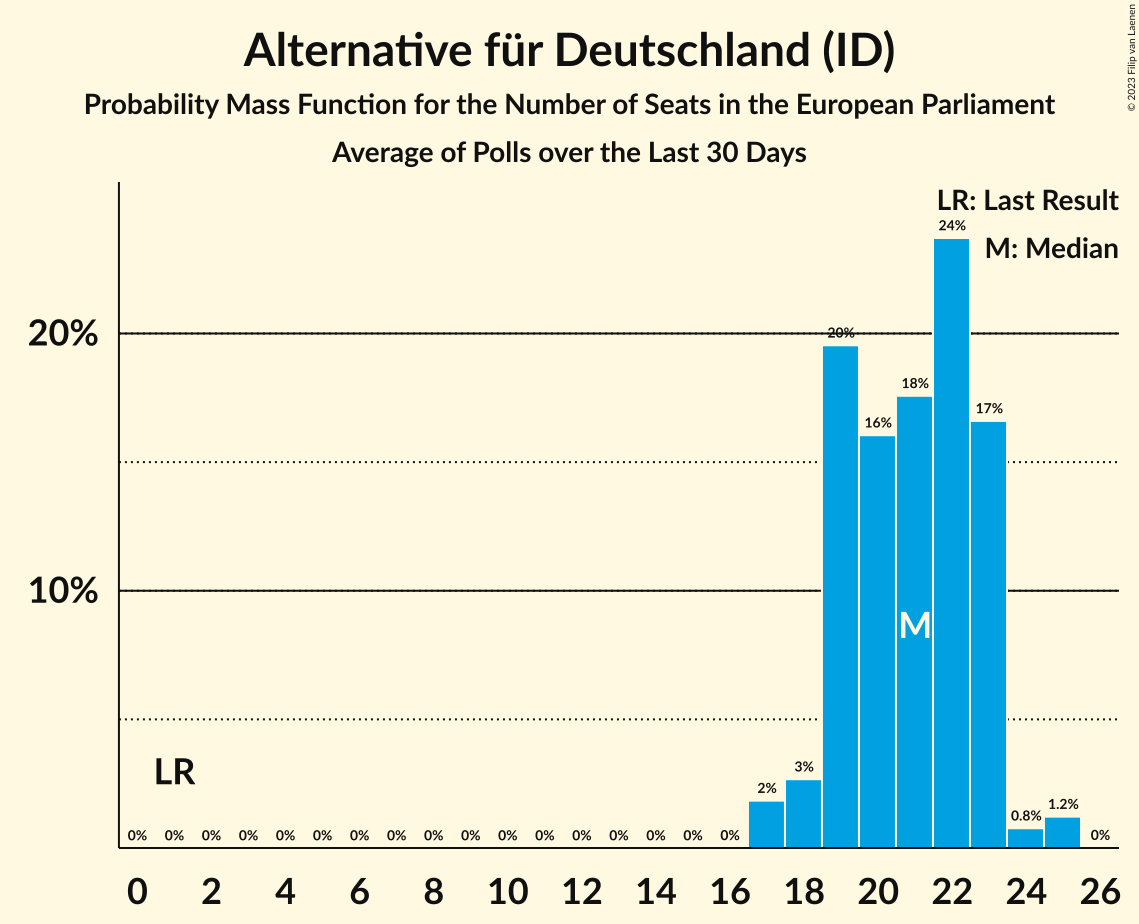 Alternative für Deutschland (ID)
Probability Mass Function for the Number of Seats in the European Parliament
Average of Polls over the Last 30 Days
© 2023 Filip van Laenen
LR: Last Result
M: Median
24%
20%
20%
18%
17%
16%
10%
M
LR
3%
2%
1.2%
0.8%
0% 0% 0% 0% 0% 0% 0% 0% 0% 0% 0% 0% 0% 0% 0% 0% 0% 0%
0 2 4 6 8 10 12 14 16 18 20 22 24 26